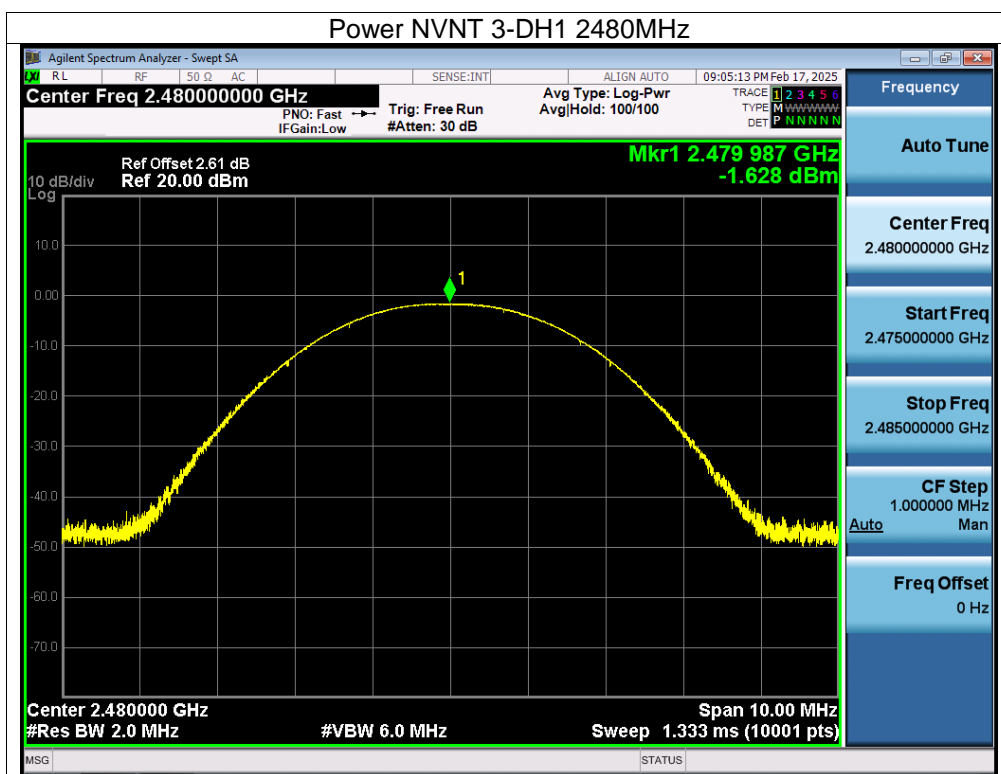 Power NVNT 3-DH1 2480MHz
Agilent Spectrum Analyzer - Swept SA
LXI RL RF 50 Ω AC SENSE:INT ALIGN AUTO 09:05:13 PM Feb 17, 2025
Center Freq 2.480000000 GHz
PNO: Fast
IFGain:Low
Trig: Free Run
#Atten: 30 dB
Avg Type: Log-Pwr
Avg|Hold: 100/100
TRACE 1 2 3 4 5 6
TYPE M WWWWW
DET P N N N N N
Mkr1 2.479 987 GHz
-1.628 dBm
Ref Offset 2.61 dB
10 dB/div Ref 20.00 dBm
Log
10.0
1
0.00
-10.0
-20.0
-30.0
-40.0
-50.0
-60.0
-70.0
Center 2.480000 GHz Span 10.00 MHz
#Res BW 2.0 MHz #VBW 6.0 MHz Sweep 1.333 ms (10001 pts)
MSG STATUS
Frequency
Auto Tune
Center Freq
2.480000000 GHz
Start Freq
2.475000000 GHz
Stop Freq
2.485000000 GHz
CF Step
1.000000 MHz
Auto Man
Freq Offset
0 Hz